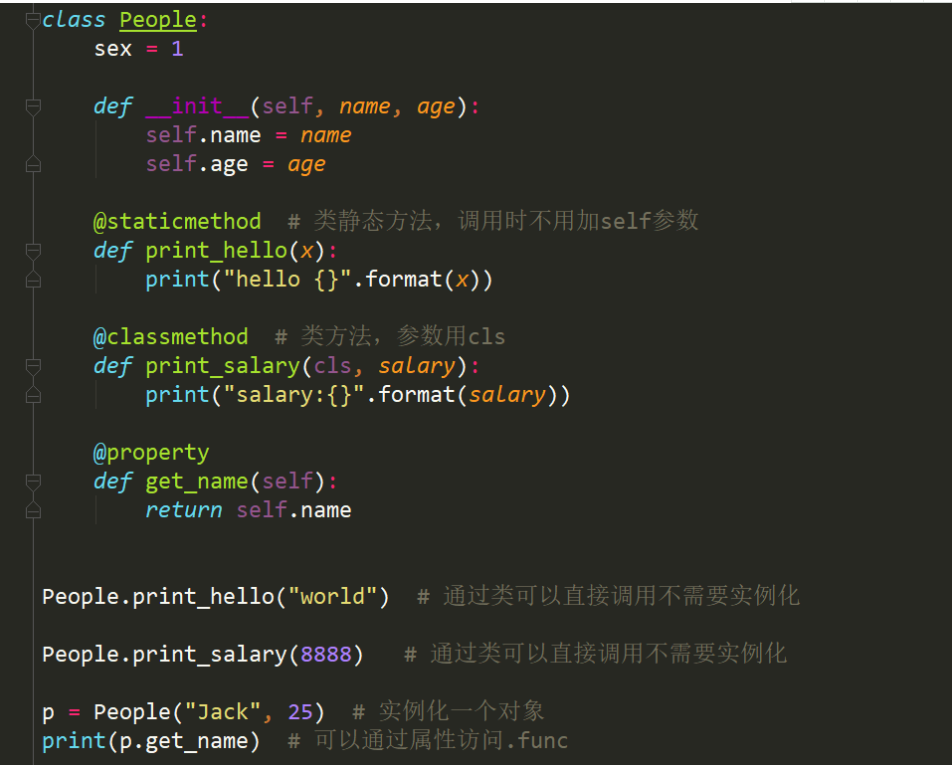 class People:
    sex = 1
    def __init__(self, name, age):
        self.name = name
        self.age = age
    @staticmethod  # 类静态方法，调用时不用加self参数
    def print_hello(x):
        print("hello {}".format(x))
    @classmethod  # 类方法，参数用cls
    def print_salary(cls, salary):
        print("salary:{}".format(salary))
    @property
    def get_name(self):
        return self.name
People.print_hello("world")  # 通过类可以直接调用不需要实例化
People.print_salary(8888)   # 通过类可以直接调用不需要实例化
p = People("Jack", 25)  # 实例化一个对象
print(p.get_name)  # 可以通过属性访问.func